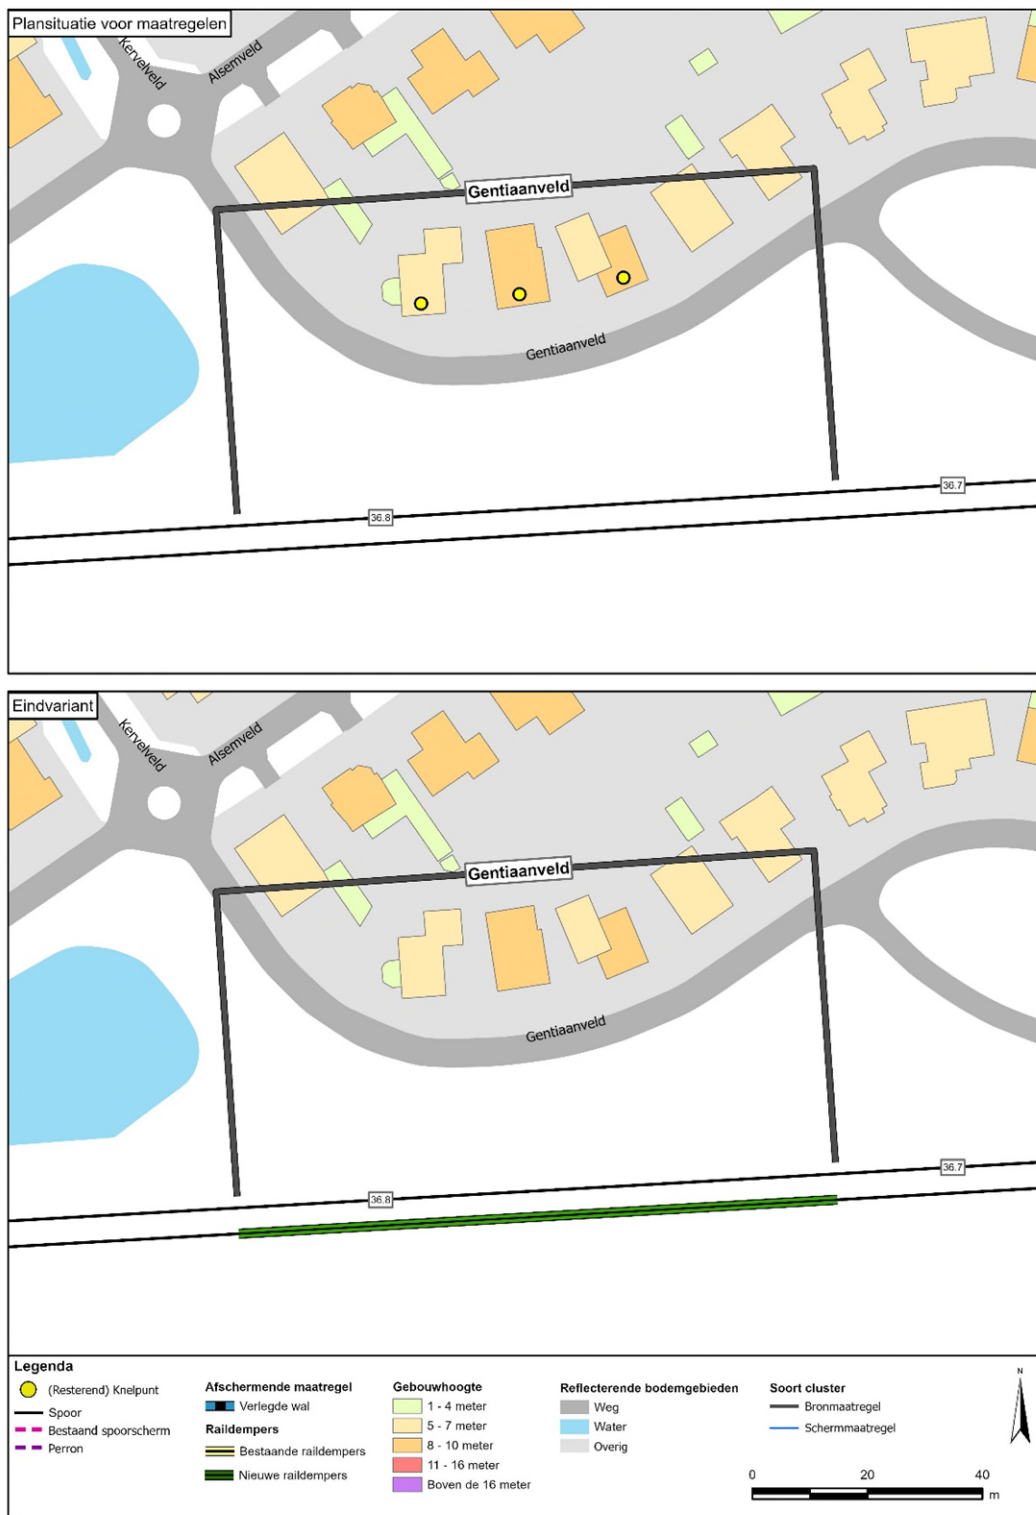 Plansituatie voor maatregelen
Kervelveld
Alsemveld
Gentiaanveld
Gentiaanveld
36.7
36.8
Eindvariant
Kervelveld
Alsemveld
Gentiaanveld
Gentiaanveld
36.7
36.8
Legenda
(Resterend) Knelpunt
Spoor
Bestaand spoorscherm
Perron
Afschermende maatregel
Verlegde wal
Raildempers
Bestaande raildempers
Nieuwe raildempers
Gebouwhoogte
1 - 4 meter
5 - 7 meter
8 - 10 meter
11 - 16 meter
Boven de 16 meter
Reflecterende bodemgebieden
Weg
Water
Overig
Soort cluster
Bronmaatregel
Schermmaatregel
N
0 20 40
m